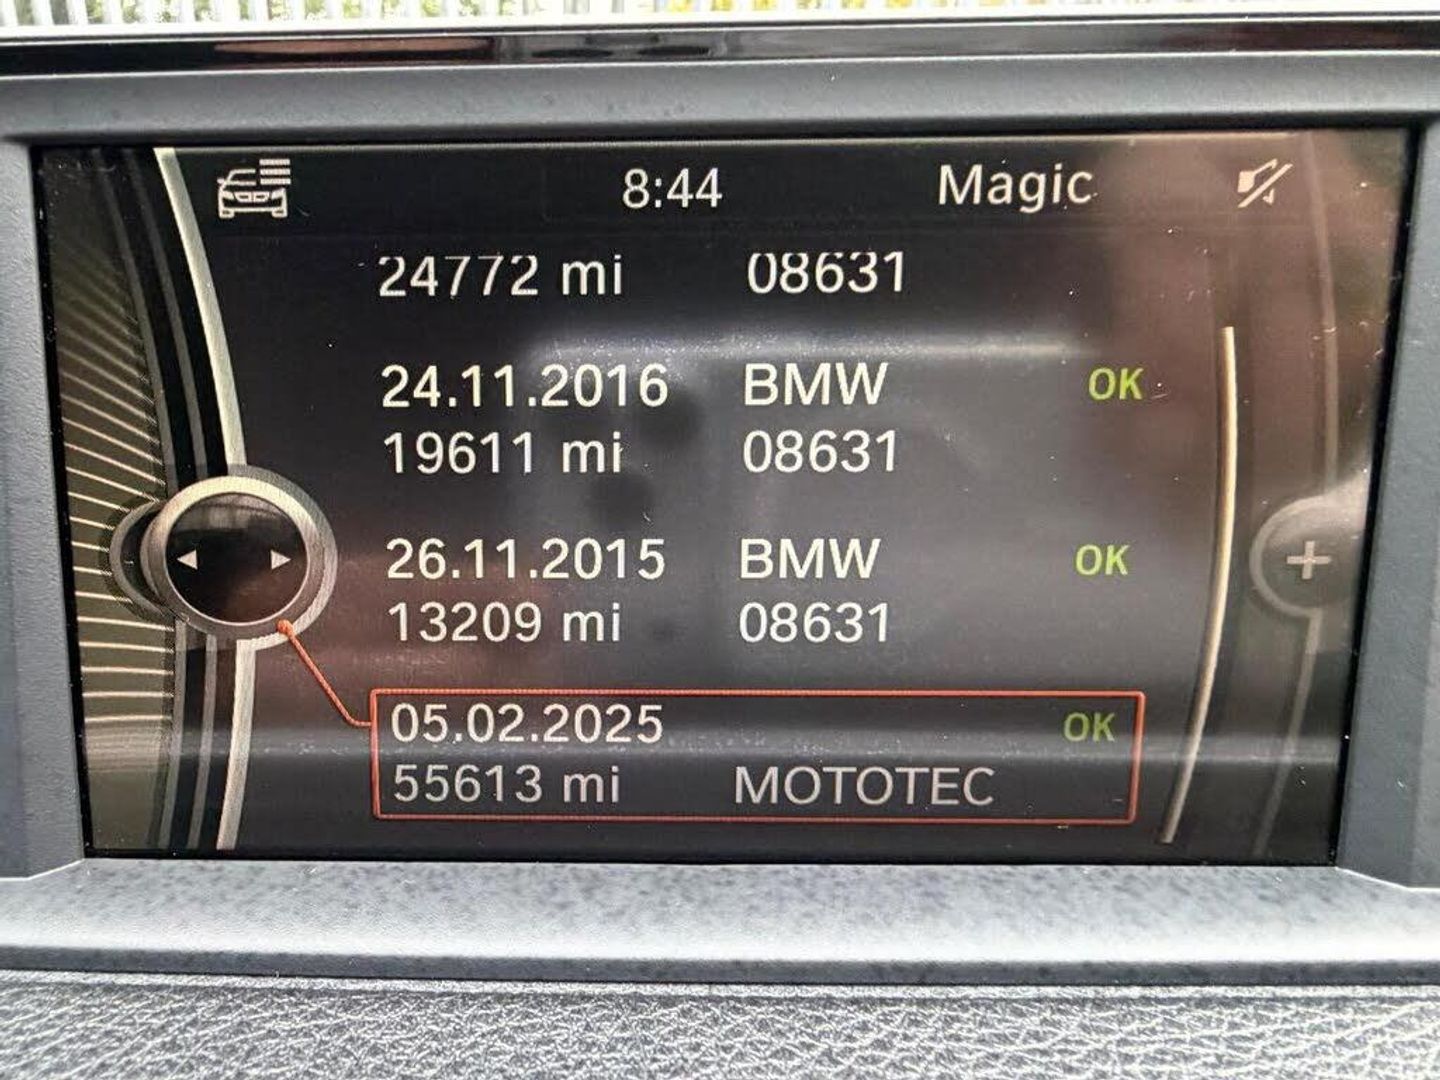 8:44 Magic
24772 mi 08631
24.11.2016 BMW OK
19611 mi 08631
26.11.2015 BMW OK
13209 mi 08631
05.02.2025 OK
55613 mi MOTOTEC